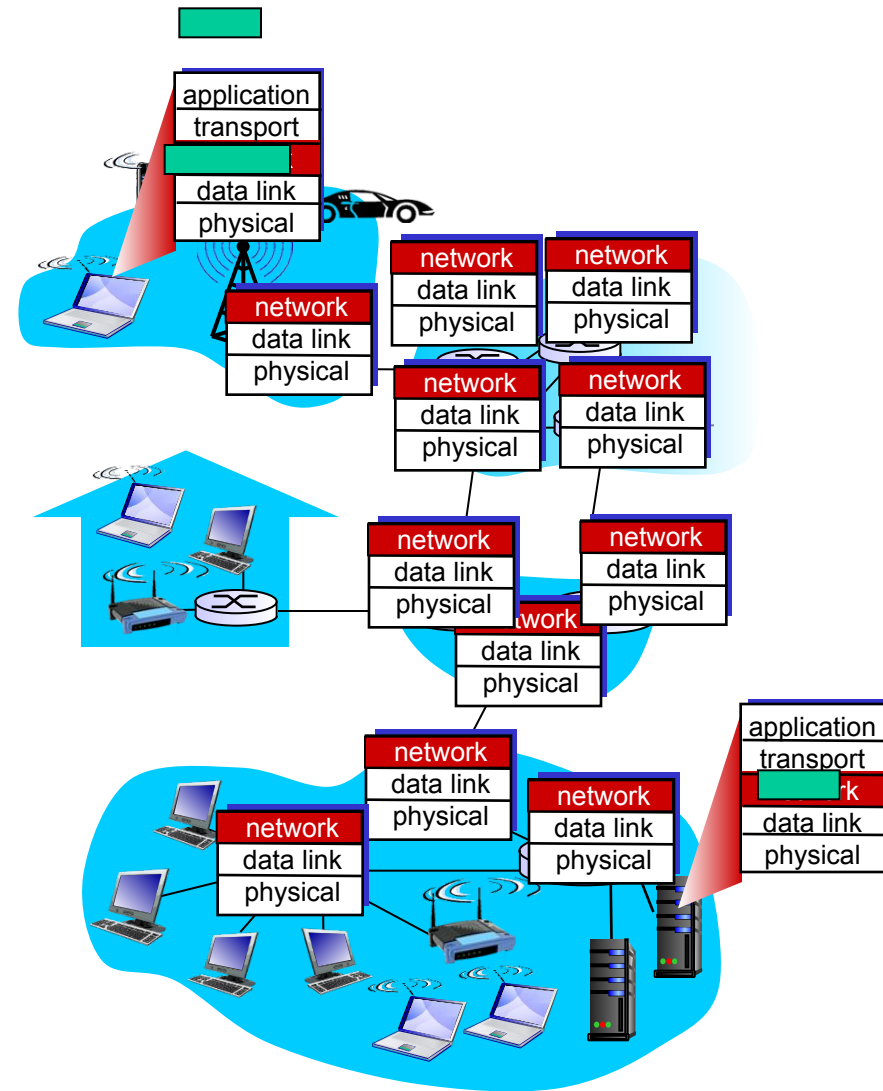 application
transport
data link
physical
network
data link
physical
network
data link
physical
network
data link
physical
network
data link
physical
network
data link
physical
network
data link
physical
network
data link
physical
data link
physical
application
transport
data link
physical
network
data link
physical
network
data link
physical
network
data link
physical